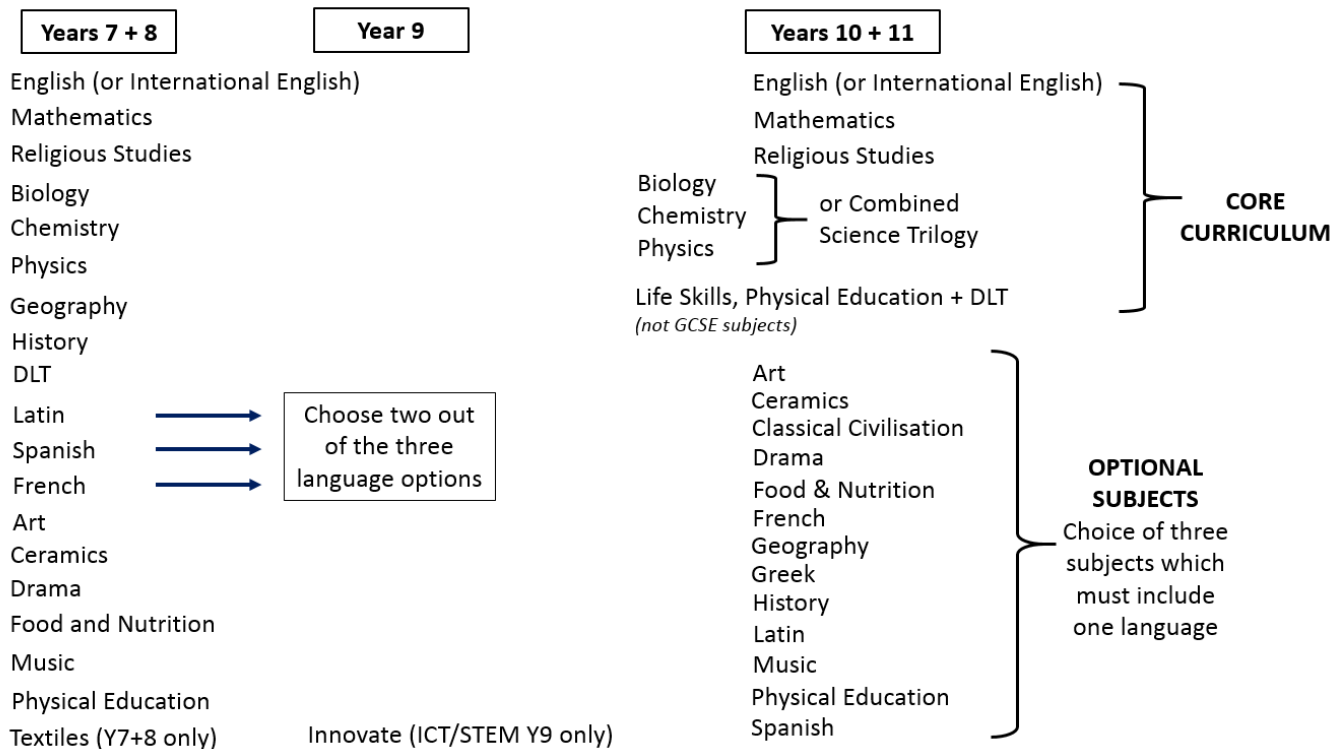 Years 7 + 8
Year 9
Years 10 + 11
English (or International English)
Mathematics
Religious Studies
Biology
Chemistry
Physics
Geography
History
DLT
Latin
Spanish
French
Art
Ceramics
Drama
Food and Nutrition
Music
Physical Education
Textiles (Y7+8 only)
Choose two out
of the three
language options
Innovate (ICT/STEM Y9 only)
English (or International English)
Mathematics
Religious Studies
Biology
Chemistry
Physics
or Combined
Science Trilogy
Life Skills, Physical Education + DLT
(not GCSE subjects)
CORE
CURRICULUM
Art
Ceramics
Classical Civilisation
Drama
Food & Nutrition
French
Geography
Greek
History
Latin
Music
Physical Education
Spanish
OPTIONAL
SUBJECTS
Choice of three
subjects which
must include
one language